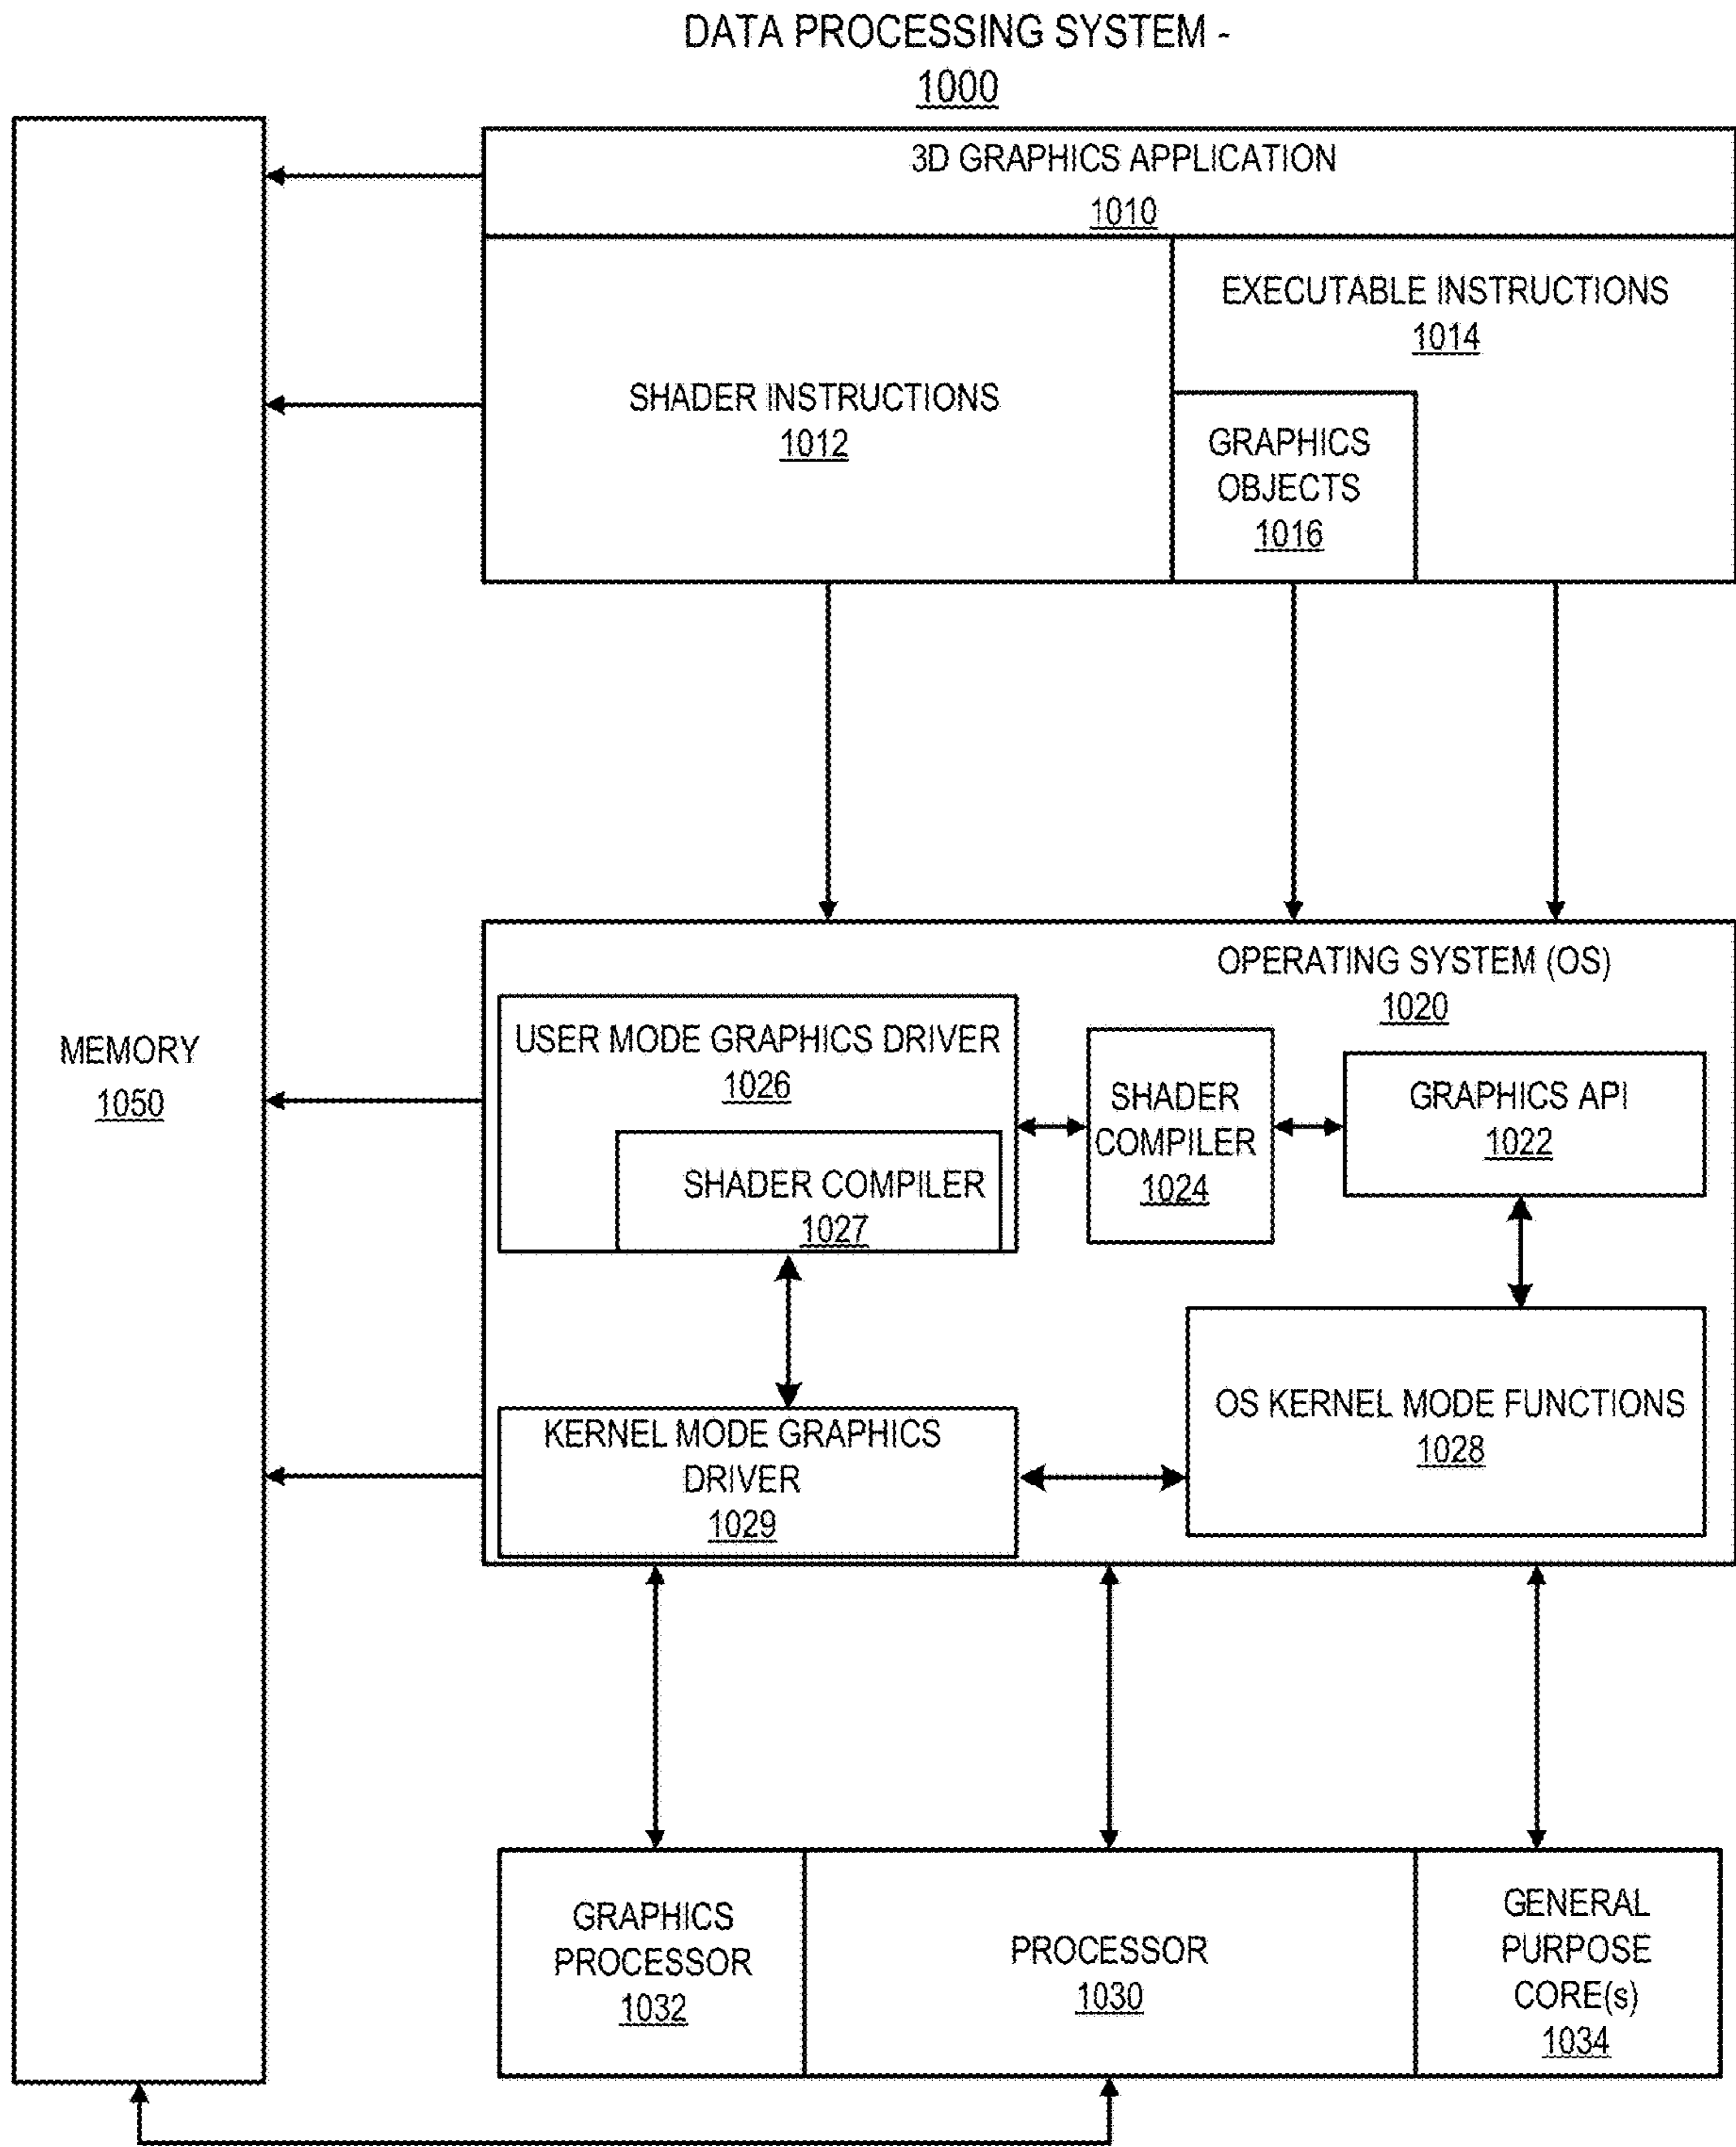 DATA PROCESSING SYSTEM -
1000
3D GRAPHICS APPLICATION
1010
EXECUTABLE INSTRUCTIONS
1014
SHADER INSTRUCTIONS
1012
GRAPHICS
OBJECTS
1016
OPERATING SYSTEM (OS)
1020
MEMORY
1050
USER MODE GRAPHICS DRIVER
1026
SHADER COMPILER
1027
SHADER
COMPILER
1024
GRAPHICS API
1022
KERNEL MODE GRAPHICS
DRIVER
1029
OS KERNEL MODE FUNCTIONS
1028
GRAPHICS
PROCESSOR
1032
PROCESSOR
1030
GENERAL
PURPOSE
CORE(s)
1034